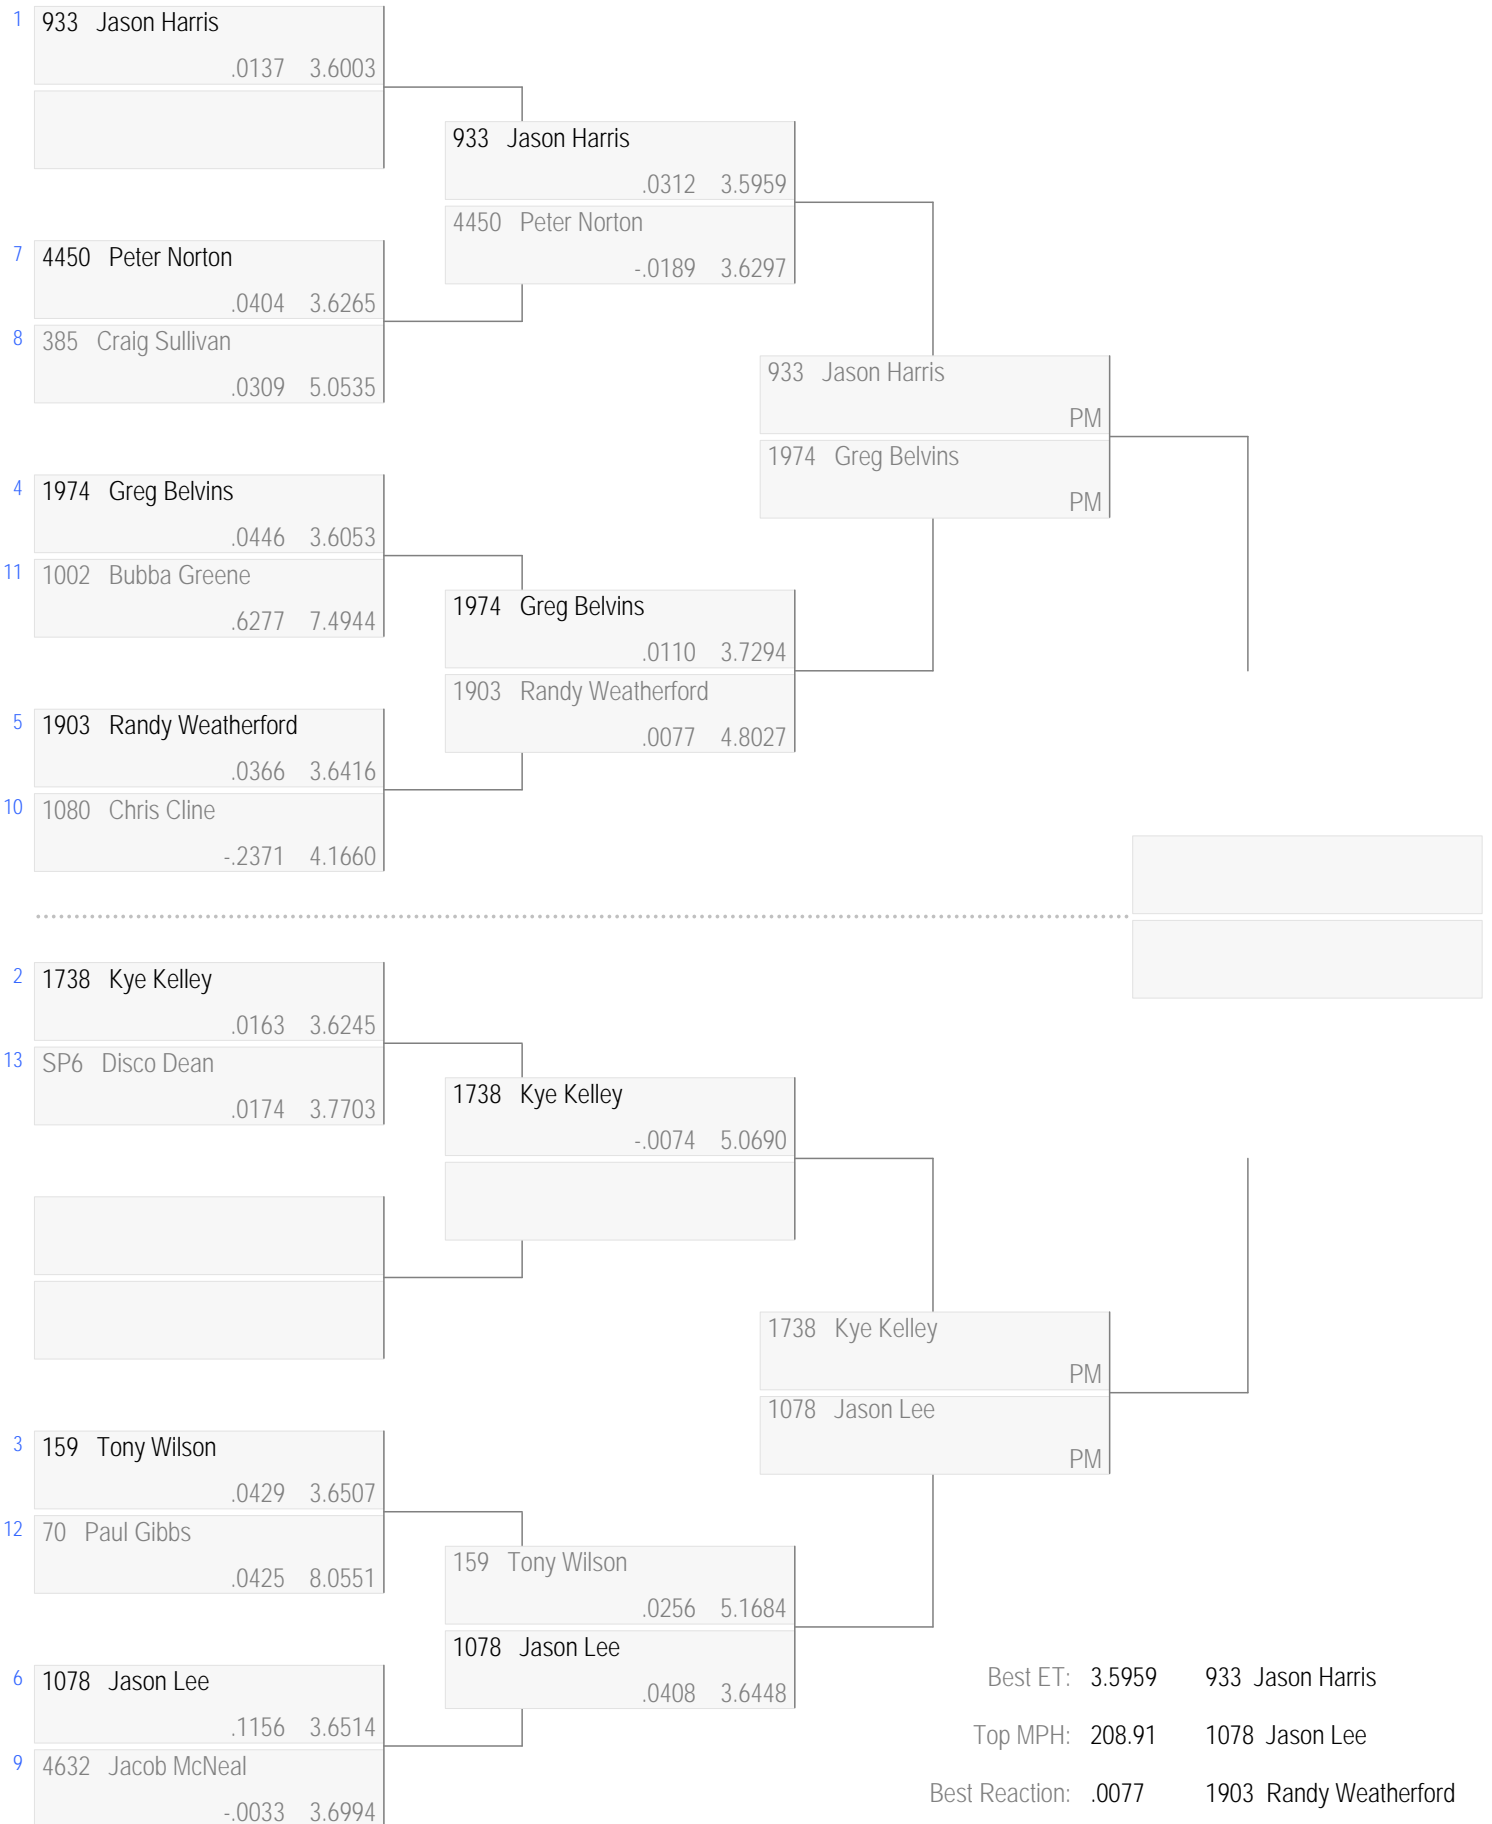 1 933 Jason Harris
.0137 3.6003
933 Jason Harris
.0312 3.5959
4450 Peter Norton
-.0189 3.6297
7 4450 Peter Norton
.0404 3.6265
8 385 Craig Sullivan
.0309 5.0535
933 Jason Harris
PM
1974 Greg Belvins
PM
4 1974 Greg Belvins
.0446 3.6053
11 1002 Bubba Greene
.6277 7.4944
1974 Greg Belvins
.0110 3.7294
1903 Randy Weatherford
.0077 4.8027
5 1903 Randy Weatherford
.0366 3.6416
10 1080 Chris Cline
-.2371 4.1660
2 1738 Kye Kelley
.0163 3.6245
13 SP6 Disco Dean
.0174 3.7703
1738 Kye Kelley
-.0074 5.0690
1738 Kye Kelley
PM
1078 Jason Lee
PM
3 159 Tony Wilson
.0429 3.6507
12 70 Paul Gibbs
.0425 8.0551
159 Tony Wilson
.0256 5.1684
1078 Jason Lee
.0408 3.6448
6 1078 Jason Lee
.1156 3.6514
9 4632 Jacob McNeal
-.0033 3.6994
Best ET: 3.5959 933 Jason Harris
Top MPH: 208.91 1078 Jason Lee
Best Reaction: .0077 1903 Randy Weatherford